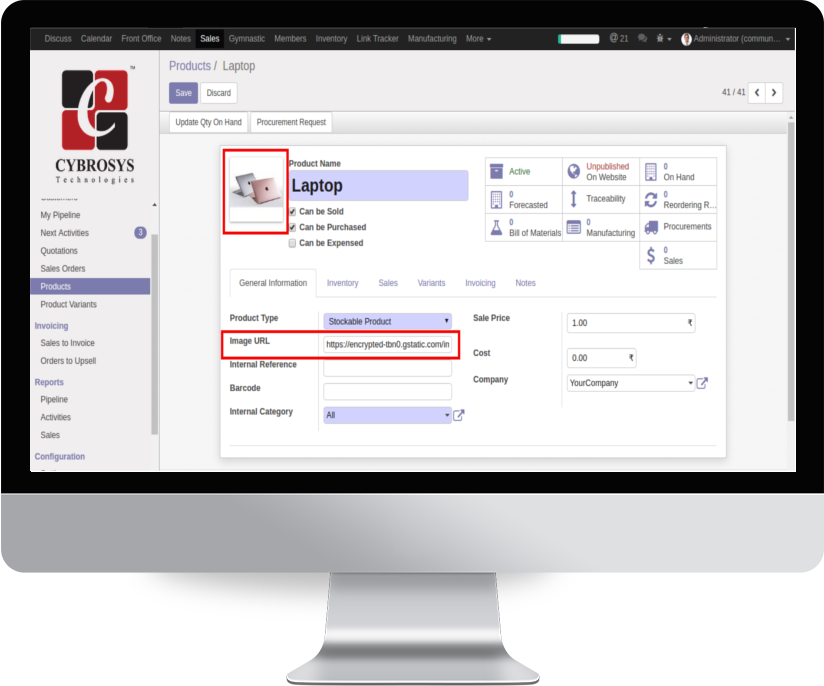 Discuss Calendar Front Office Notes Sales Gymnastic Members Inventory Link Tracker Manufacturing More @ 21 Administrator (commun...
TM
CYBROSYS
Technologies
Products / Laptop
Save Discard
41 / 41
Update Qty On Hand Procurement Request
My Pipeline
Next Activities 3
Quotations
Sales Orders
Products
Product Variants
Invoicing
Sales to Invoice
Orders to Upsell
Reports
Pipeline
Activities
Sales
Configuration
Product Name
Laptop
Can be Sold
Can be Purchased
Can be Expensed
Active
Unpublished
On Website
0
On Hand
0
Forecasted
Traceability
0
Reordering R...
0
Bill of Materials
0
Manufacturing
Procurements
0
Sales
General Information Inventory Sales Variants Invoicing Notes
Product Type Stockable Product
Image URL https://encrypted-tbn0.gstatic.com/in
Internal Reference
Barcode
Internal Category All
Sale Price 1.00 ₹
Cost 0.00 ₹
Company YourCompany